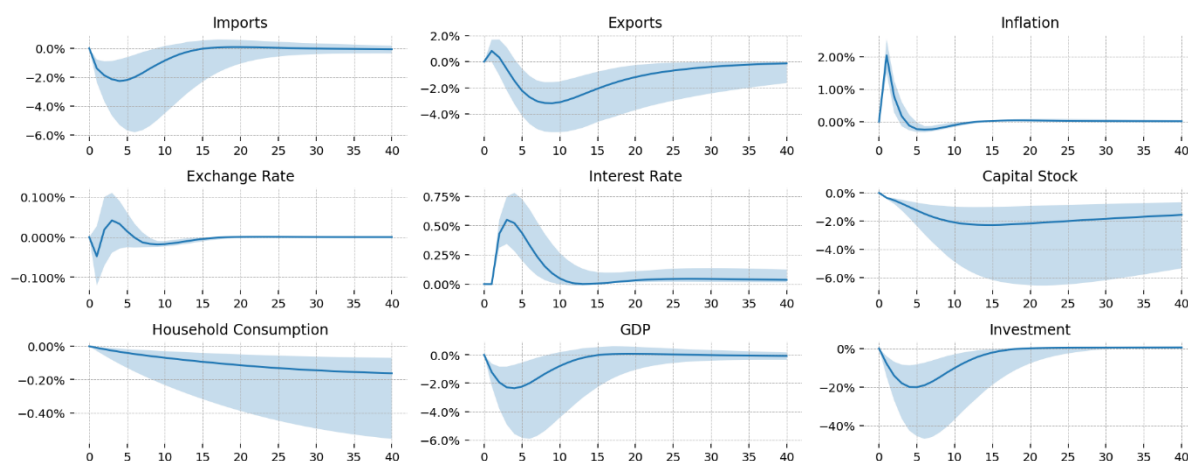 Imports
0.0%
−2.0%
−4.0%
−6.0%
0 5 10 15 20 25 30 35 40
Exports
2.0%
0.0%
−2.0%
−4.0%
0 5 10 15 20 25 30 35 40
Inflation
2.00%
1.00%
0.00%
0 5 10 15 20 25 30 35 40
Exchange Rate
0.100%
0.000%
−0.100%
0 5 10 15 20 25 30 35 40
Interest Rate
0.75%
0.50%
0.25%
0.00%
0 5 10 15 20 25 30 35 40
Capital Stock
0.0%
−2.0%
−4.0%
−6.0%
0 5 10 15 20 25 30 35 40
Household Consumption
0.00%
−0.20%
−0.40%
0 5 10 15 20 25 30 35 40
GDP
0.0%
−2.0%
−4.0%
−6.0%
0 5 10 15 20 25 30 35 40
Investment
0%
−20%
−40%
0 5 10 15 20 25 30 35 40